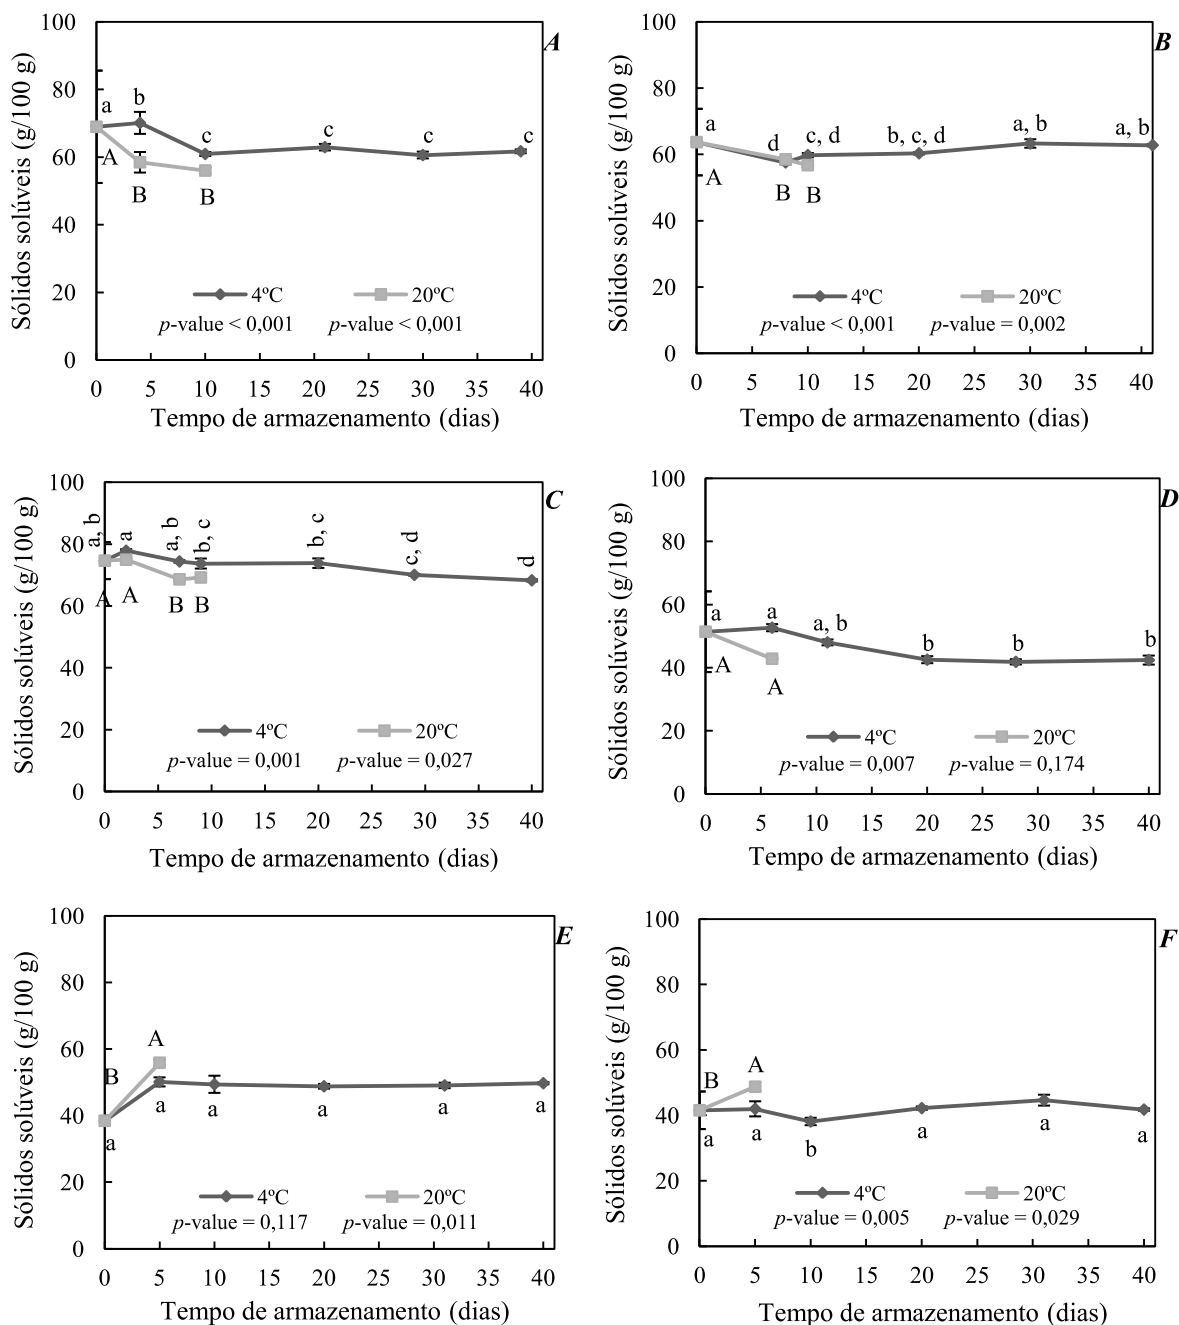 A
Sólidos solúveis (g/100 g)
100
80
60
40
20
0
a
b
c
c
c
c
A
B
B
4ºC
20ºC
p-value < 0,001
p-value < 0,001
0 5 10 15 20 25 30 35 40
Tempo de armazenamento (dias)
B
Sólidos solúveis (g/100 g)
100
80
60
40
20
0
a
d
c, d
b, c, d
a, b
a, b
A
B
B
4ºC
20ºC
p-value < 0,001
p-value = 0,002
0 5 10 15 20 25 30 35 40
Tempo de armazenamento (dias)
C
Sólidos solúveis (g/100 g)
100
80
60
40
20
0
a, b
a
a, b
b, c
b, c
c, d
d
A
A
B
B
4ºC
20ºC
p-value = 0,001
p-value = 0,027
0 5 10 15 20 25 30 35 40
Tempo de armazenamento (dias)
D
Sólidos solúveis (g/100 g)
100
80
60
40
20
0
a
a
a, b
b
b
b
A
A
4ºC
20ºC
p-value = 0,007
p-value = 0,174
0 5 10 15 20 25 30 35 40
Tempo de armazenamento (dias)
E
Sólidos solúveis (g/100 g)
100
80
60
40
20
0
B
A
a
a
a
a
a
a
4ºC
20ºC
p-value = 0,117
p-value = 0,011
0 5 10 15 20 25 30 35 40
Tempo de armazenamento (dias)
F
Sólidos solúveis (g/100 g)
100
80
60
40
20
0
B
A
a
a
b
a
a
a
4ºC
20ºC
p-value = 0,005
p-value = 0,029
0 5 10 15 20 25 30 35 40
Tempo de armazenamento (dias)